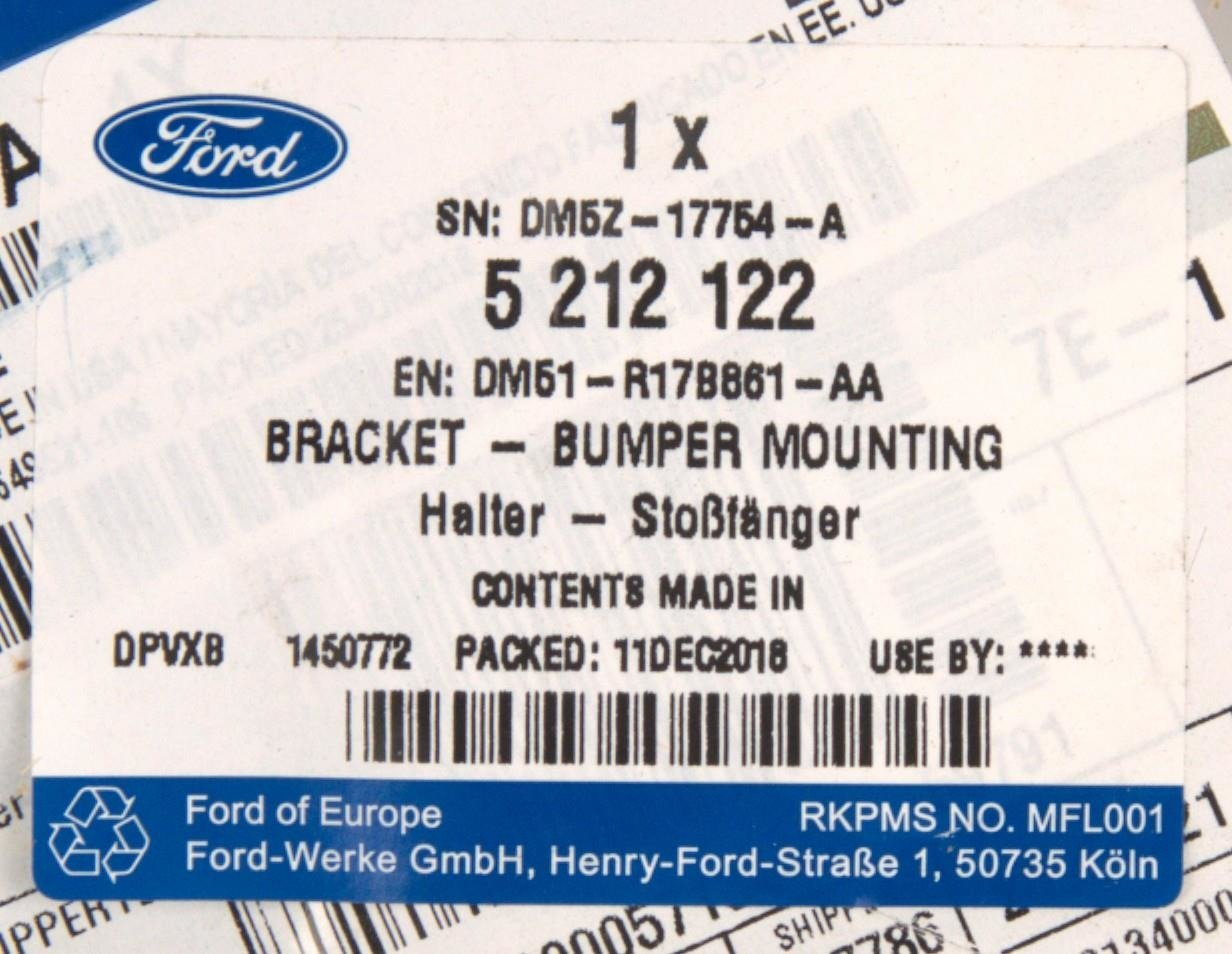 Ford
1 x
SN: DM5Z-17754-A
5 212 122
EN: DM51-R17B861-AA
BRACKET - BUMPER MOUNTING
Halter - Stoßfänger
CONTENTS MADE IN
DPVXB 1450772 PACKED: 11DEC2018 USE BY: ****
Ford of Europe RKPMS NO. MFL001
Ford-Werke GmbH, Henry-Ford-Straße 1, 50735 Köln
7E - 1